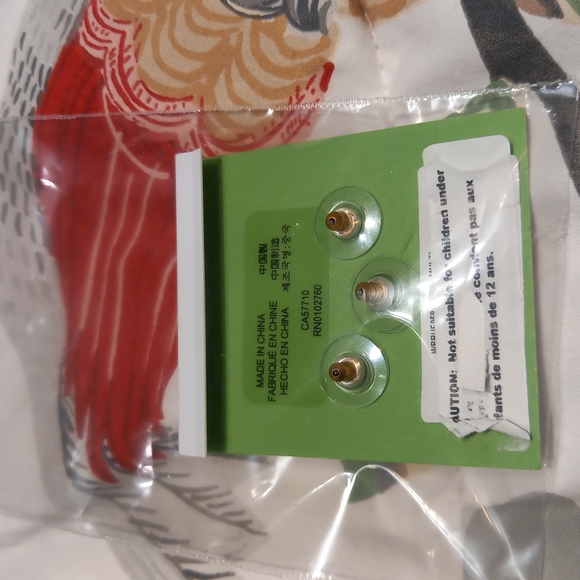 MADE IN CHINA 中国製
FABRIQUÉ EN CHINE 中国制造
HECHO EN CHINA 제조국명:중국
CA57710
RN0102760
AUTION: Not suitable for children under
e convient pas aux
fants de moins de 12 ans.